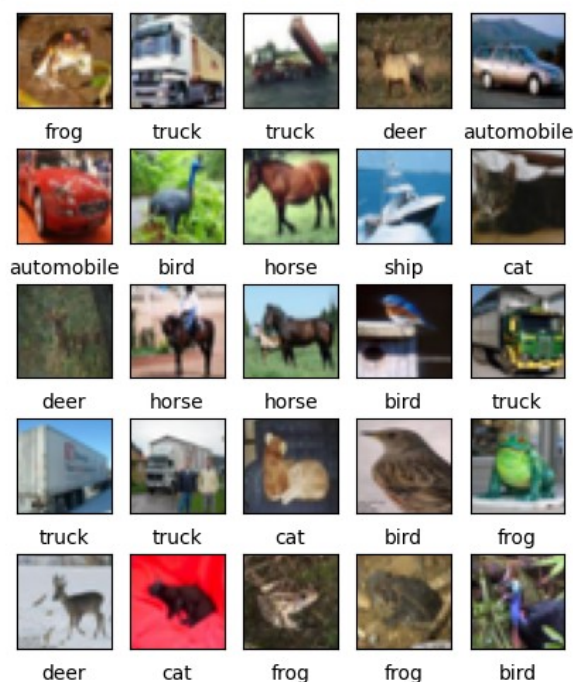 frog truck truck deer automobile
automobile bird horse ship cat
deer horse horse bird truck
truck truck cat bird frog
deer cat frog frog bird